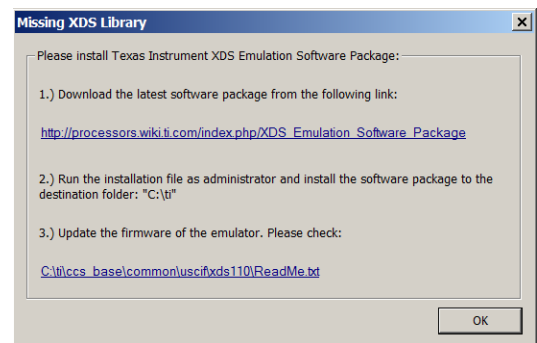 Missing XDS Library
Please install Texas Instrument XDS Emulation Software Package:
1.) Download the latest software package from the following link:
http://processors.wiki.ti.com/index.php/XDS_Emulation_Software_Package
2.) Run the installation file as administrator and install the software package to the
destination folder: "C:\ti"
3.) Update the firmware of the emulator. Please check:
C:\ti\ccs_base\common\uscif\xds110\ReadMe.txt
OK